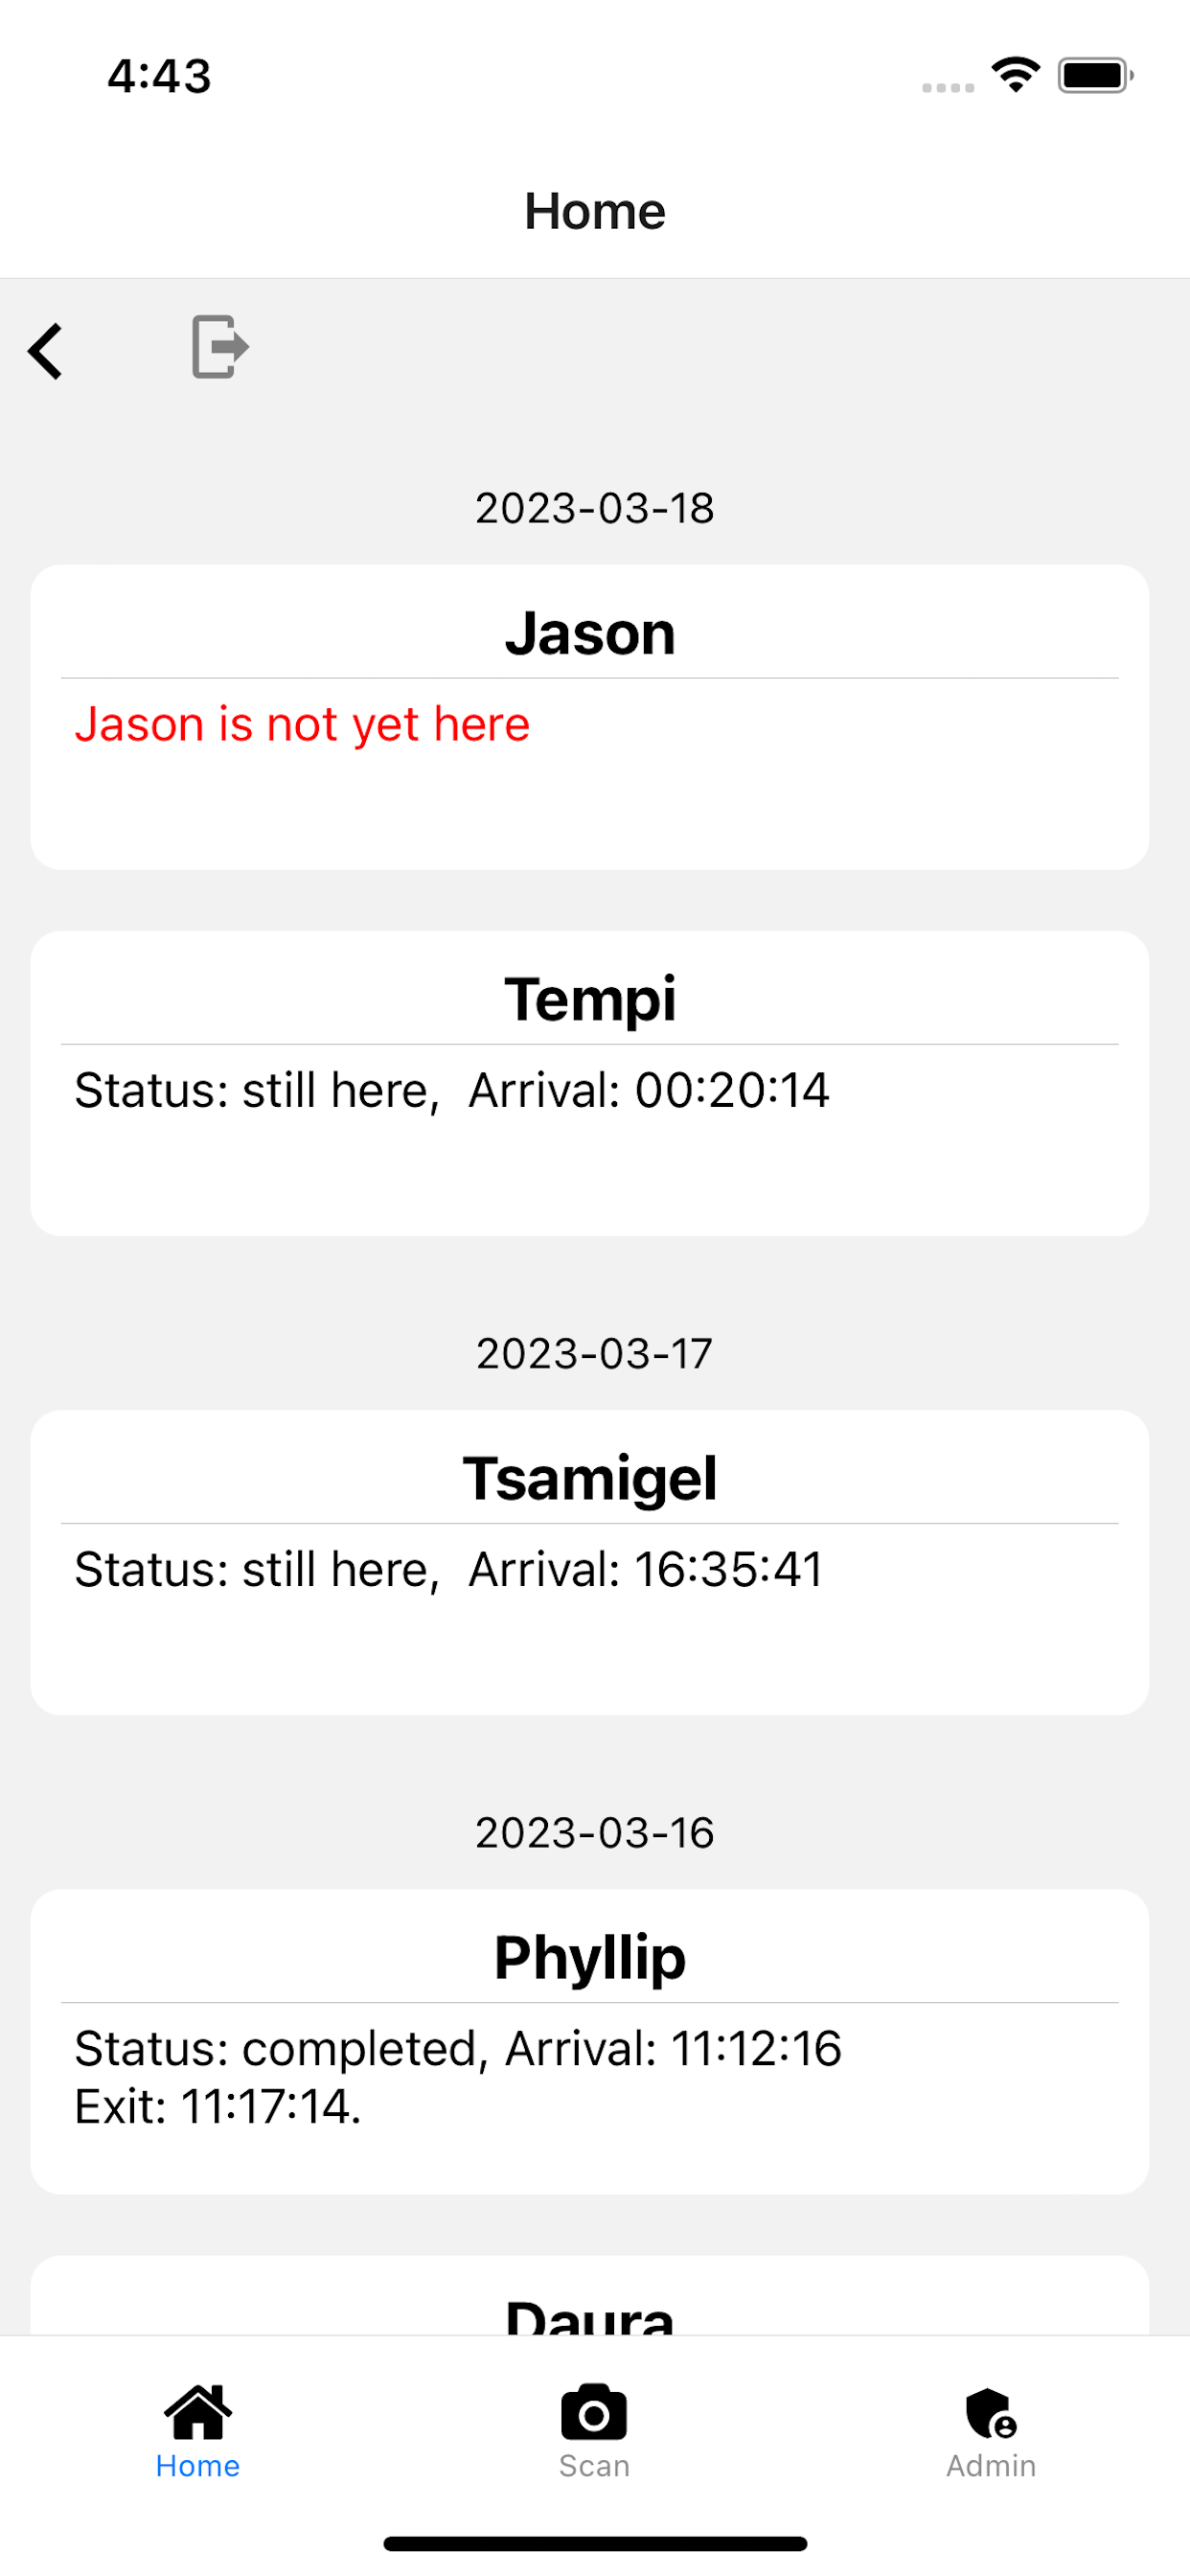 4:43
Home
2023-03-18
Jason
Jason is not yet here
Tempi
Status: still here,  Arrival: 00:20:14
2023-03-17
Tsamigel
Status: still here,  Arrival: 16:35:41
2023-03-16
Phyllip
Status: completed, Arrival: 11:12:16
Exit: 11:17:14.
Daura
Home
Scan
Admin